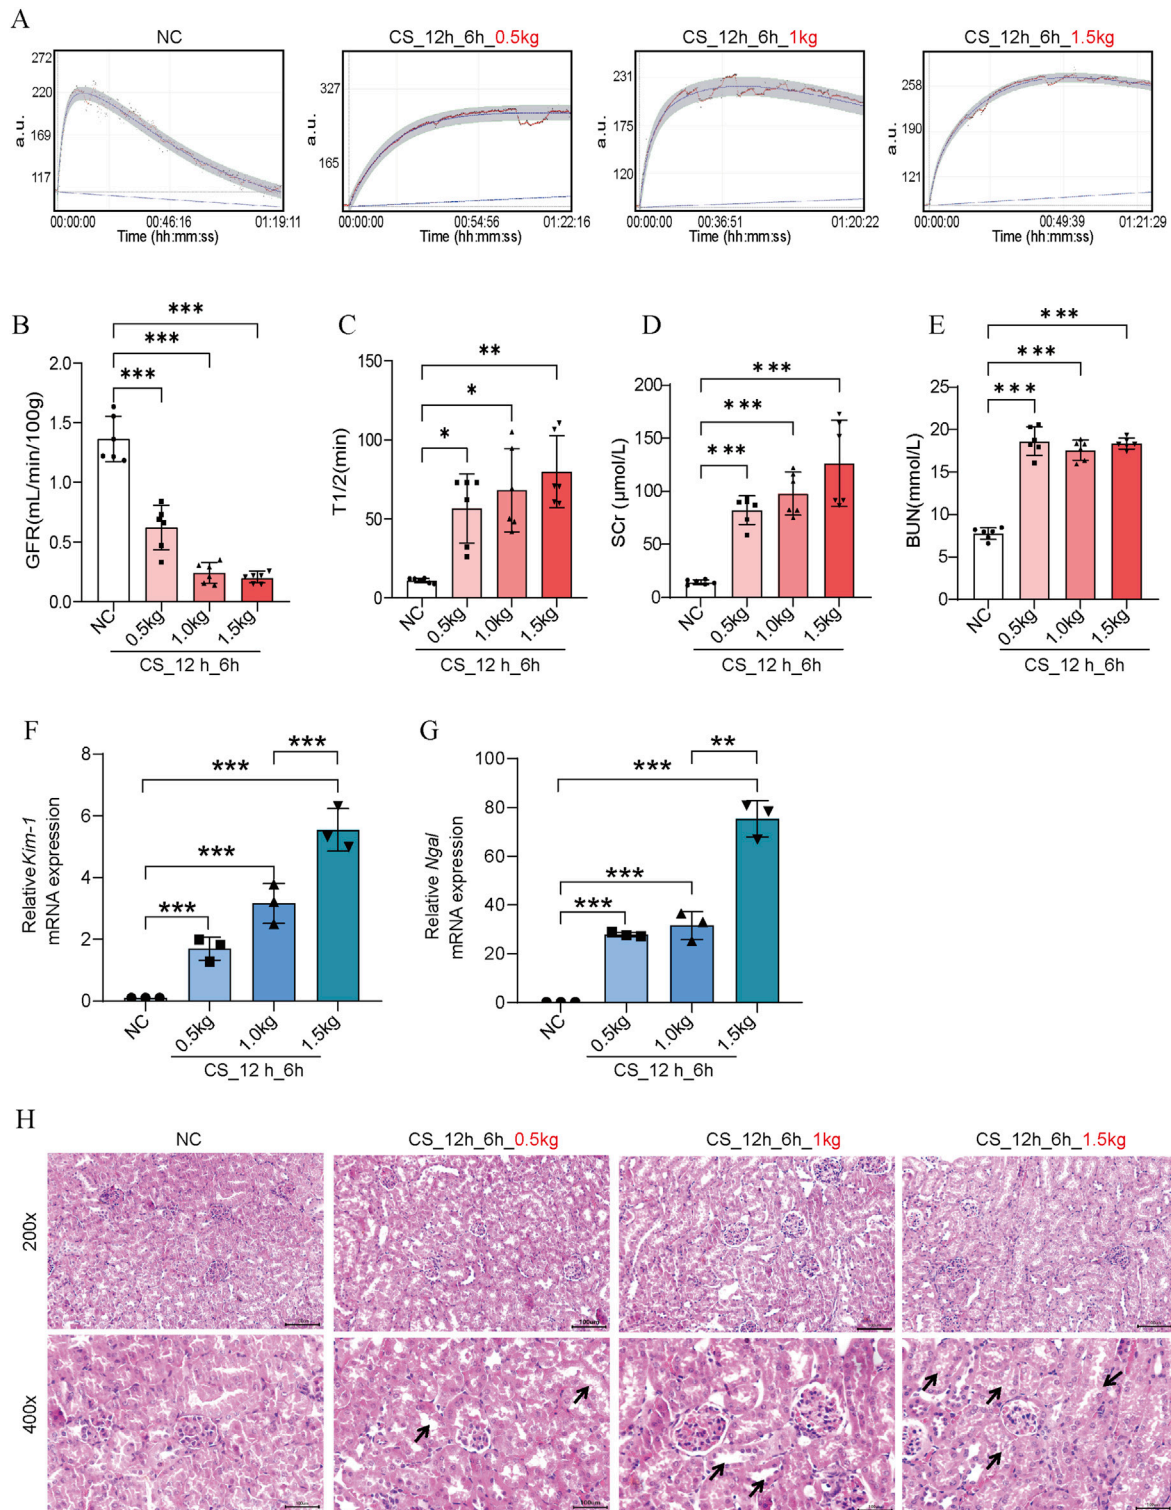 A
NC
CS_12h_6h_0.5kg
CS_12h_6h_1kg
CS_12h_6h_1.5kg
a.u.
272
220
169
117
00:00:00 00:46:16 01:19:11
Time (hh:mm:ss)
a.u.
327
165
00:00:00 00:54:56 01:22:16
Time (hh:mm:ss)
a.u.
231
175
120
00:00:00 00:36:51 01:20:22
Time (hh:mm:ss)
a.u.
258
190
121
00:00:00 00:49:39 01:21:29
Time (hh:mm:ss)
B
GFR(mL/min/100g)
2.0
1.5
1.0
0.5
0.0
***
***
***
NC
0.5kg
1.0kg
1.5kg
CS_12 h_6h
C
T1/2(min)
150
100
50
0
**
*
*
NC
0.5kg
1.0kg
1.5kg
CS_12 h_6h
D
SCr (μmol/L)
200
150
100
50
0
***
***
***
NC
0.5kg
1.0kg
1.5kg
CS_12 h_6h
E
BUN(mmol/L)
25
20
15
10
5
0
***
***
***
NC
0.5kg
1.0kg
1.5kg
CS_12 h_6h
F
Relative Kim-1
mRNA expression
8
6
4
2
0
***
***
***
***
NC
0.5kg
1.0kg
1.5kg
CS_12 h_6h
G
Relative Ngal
mRNA expression
100
80
60
40
20
0
**
***
***
***
NC
0.5kg
1.0kg
1.5kg
CS_12 h_6h
H
NC
CS_12h_6h_0.5kg
CS_12h_6h_1kg
CS_12h_6h_1.5kg
200x
100um
400x